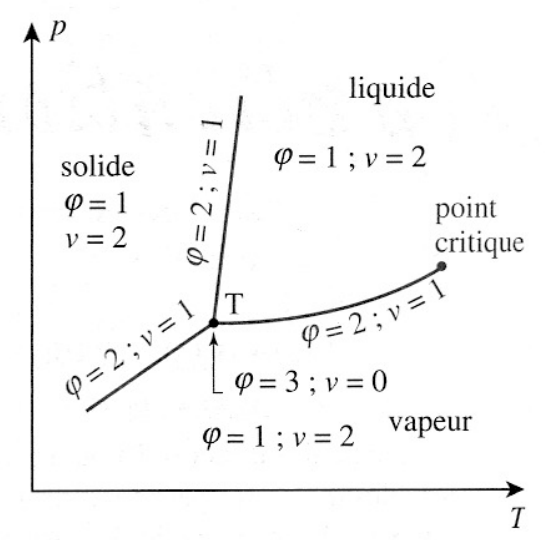 p
liquide
φ = 1 ; v = 2
solide
φ = 1
v = 2
φ = 2 ; v = 1
point
critique
T
φ = 2 ; v = 1
φ = 2 ; v = 1
φ = 3 ; v = 0
φ = 1 ; v = 2
vapeur
T